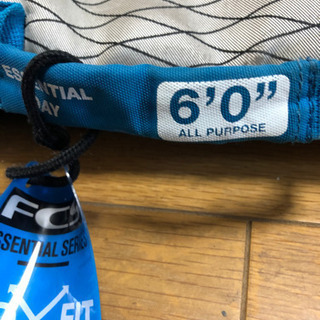 ESSENTIAL
DAY
6'0"
ALL PURPOSE
FCS
ESSENTIAL SERIES
FIT